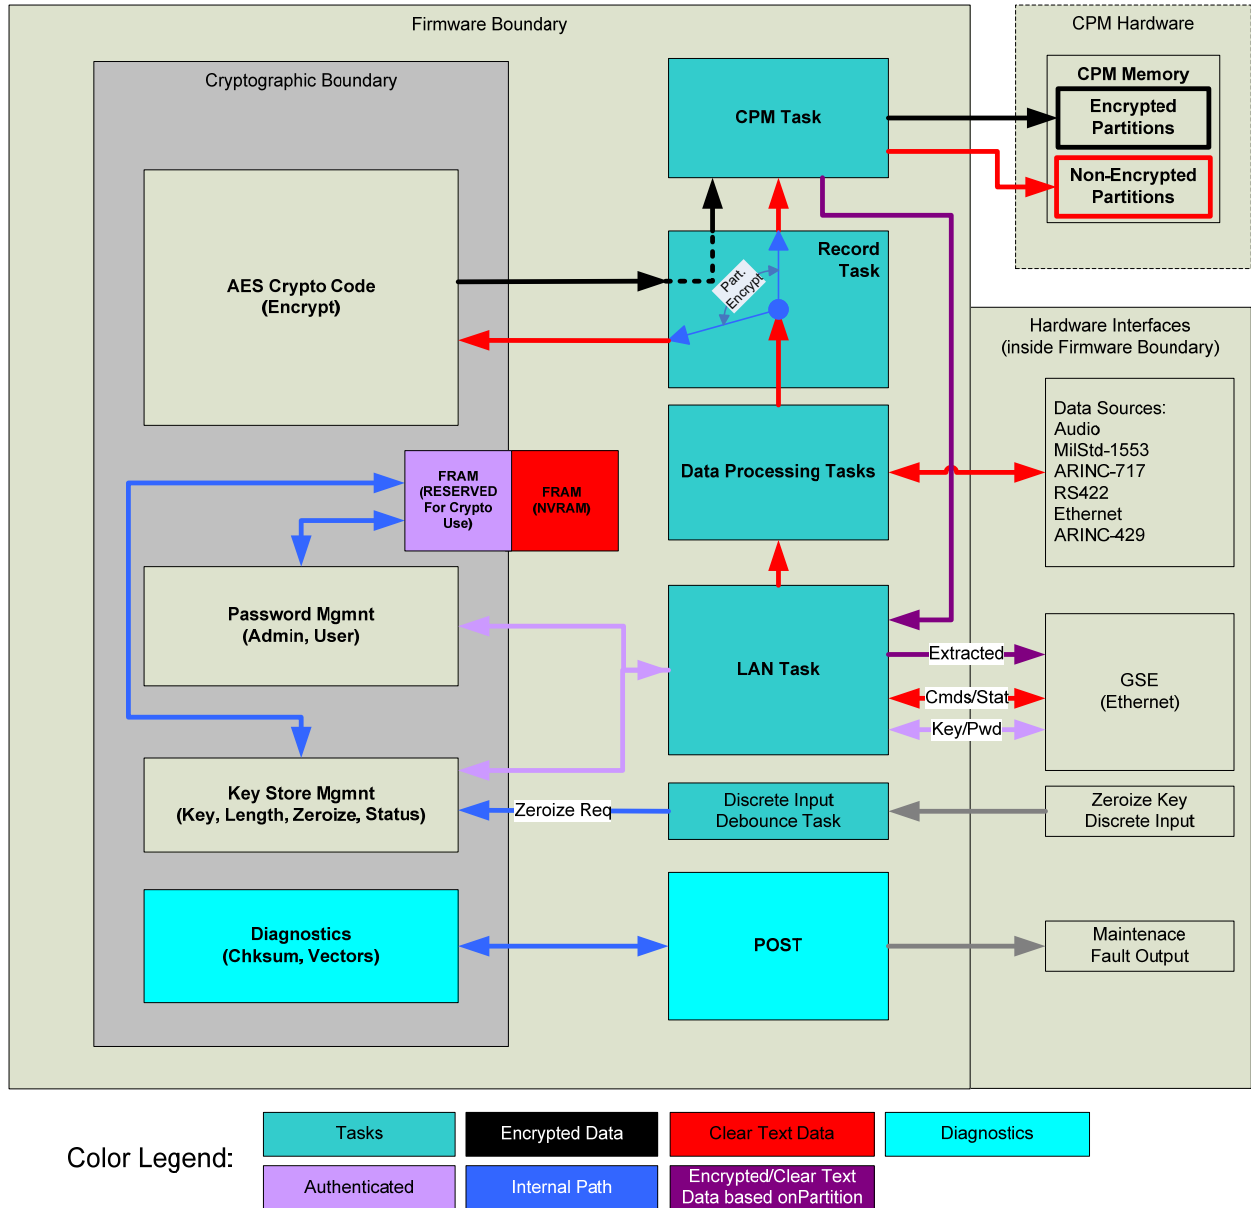 Firmware Boundary
CPM Hardware
Cryptographic Boundary
CPM Memory
Encrypted
Partitions
Non-Encrypted
Partitions
CPM Task
Record
Task
Part.
Encrypt
AES Crypto Code
(Encrypt)
Hardware Interfaces
(inside Firmware Boundary)
Data Sources:
Audio
MilStd-1553
ARINC-717
RS422
Ethernet
ARINC-429
Data Processing Tasks
FRAM
(RESERVED
For Crypto
Use)
FRAM
(NVRAM)
Password Mgmnt
(Admin, User)
LAN Task
Extracted
Cmds/Stat
Key/Pwd
GSE
(Ethernet)
Key Store Mgmnt
(Key, Length, Zeroize, Status)
Zeroize Req
Discrete Input
Debounce Task
Zeroize Key
Discrete Input
Diagnostics
(Chksum, Vectors)
POST
Maintenace
Fault Output
Color Legend:
Tasks
Encrypted Data
Clear Text Data
Diagnostics
Authenticated
Internal Path
Encrypted/Clear Text
Data based onPartition